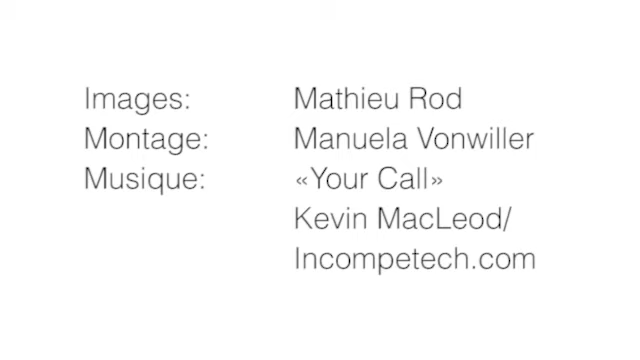 Images: Mathieu Rod
Montage: Manuela Vonwiller
Musique: «Your Call»
Kevin MacLeod/
Incompetech.com